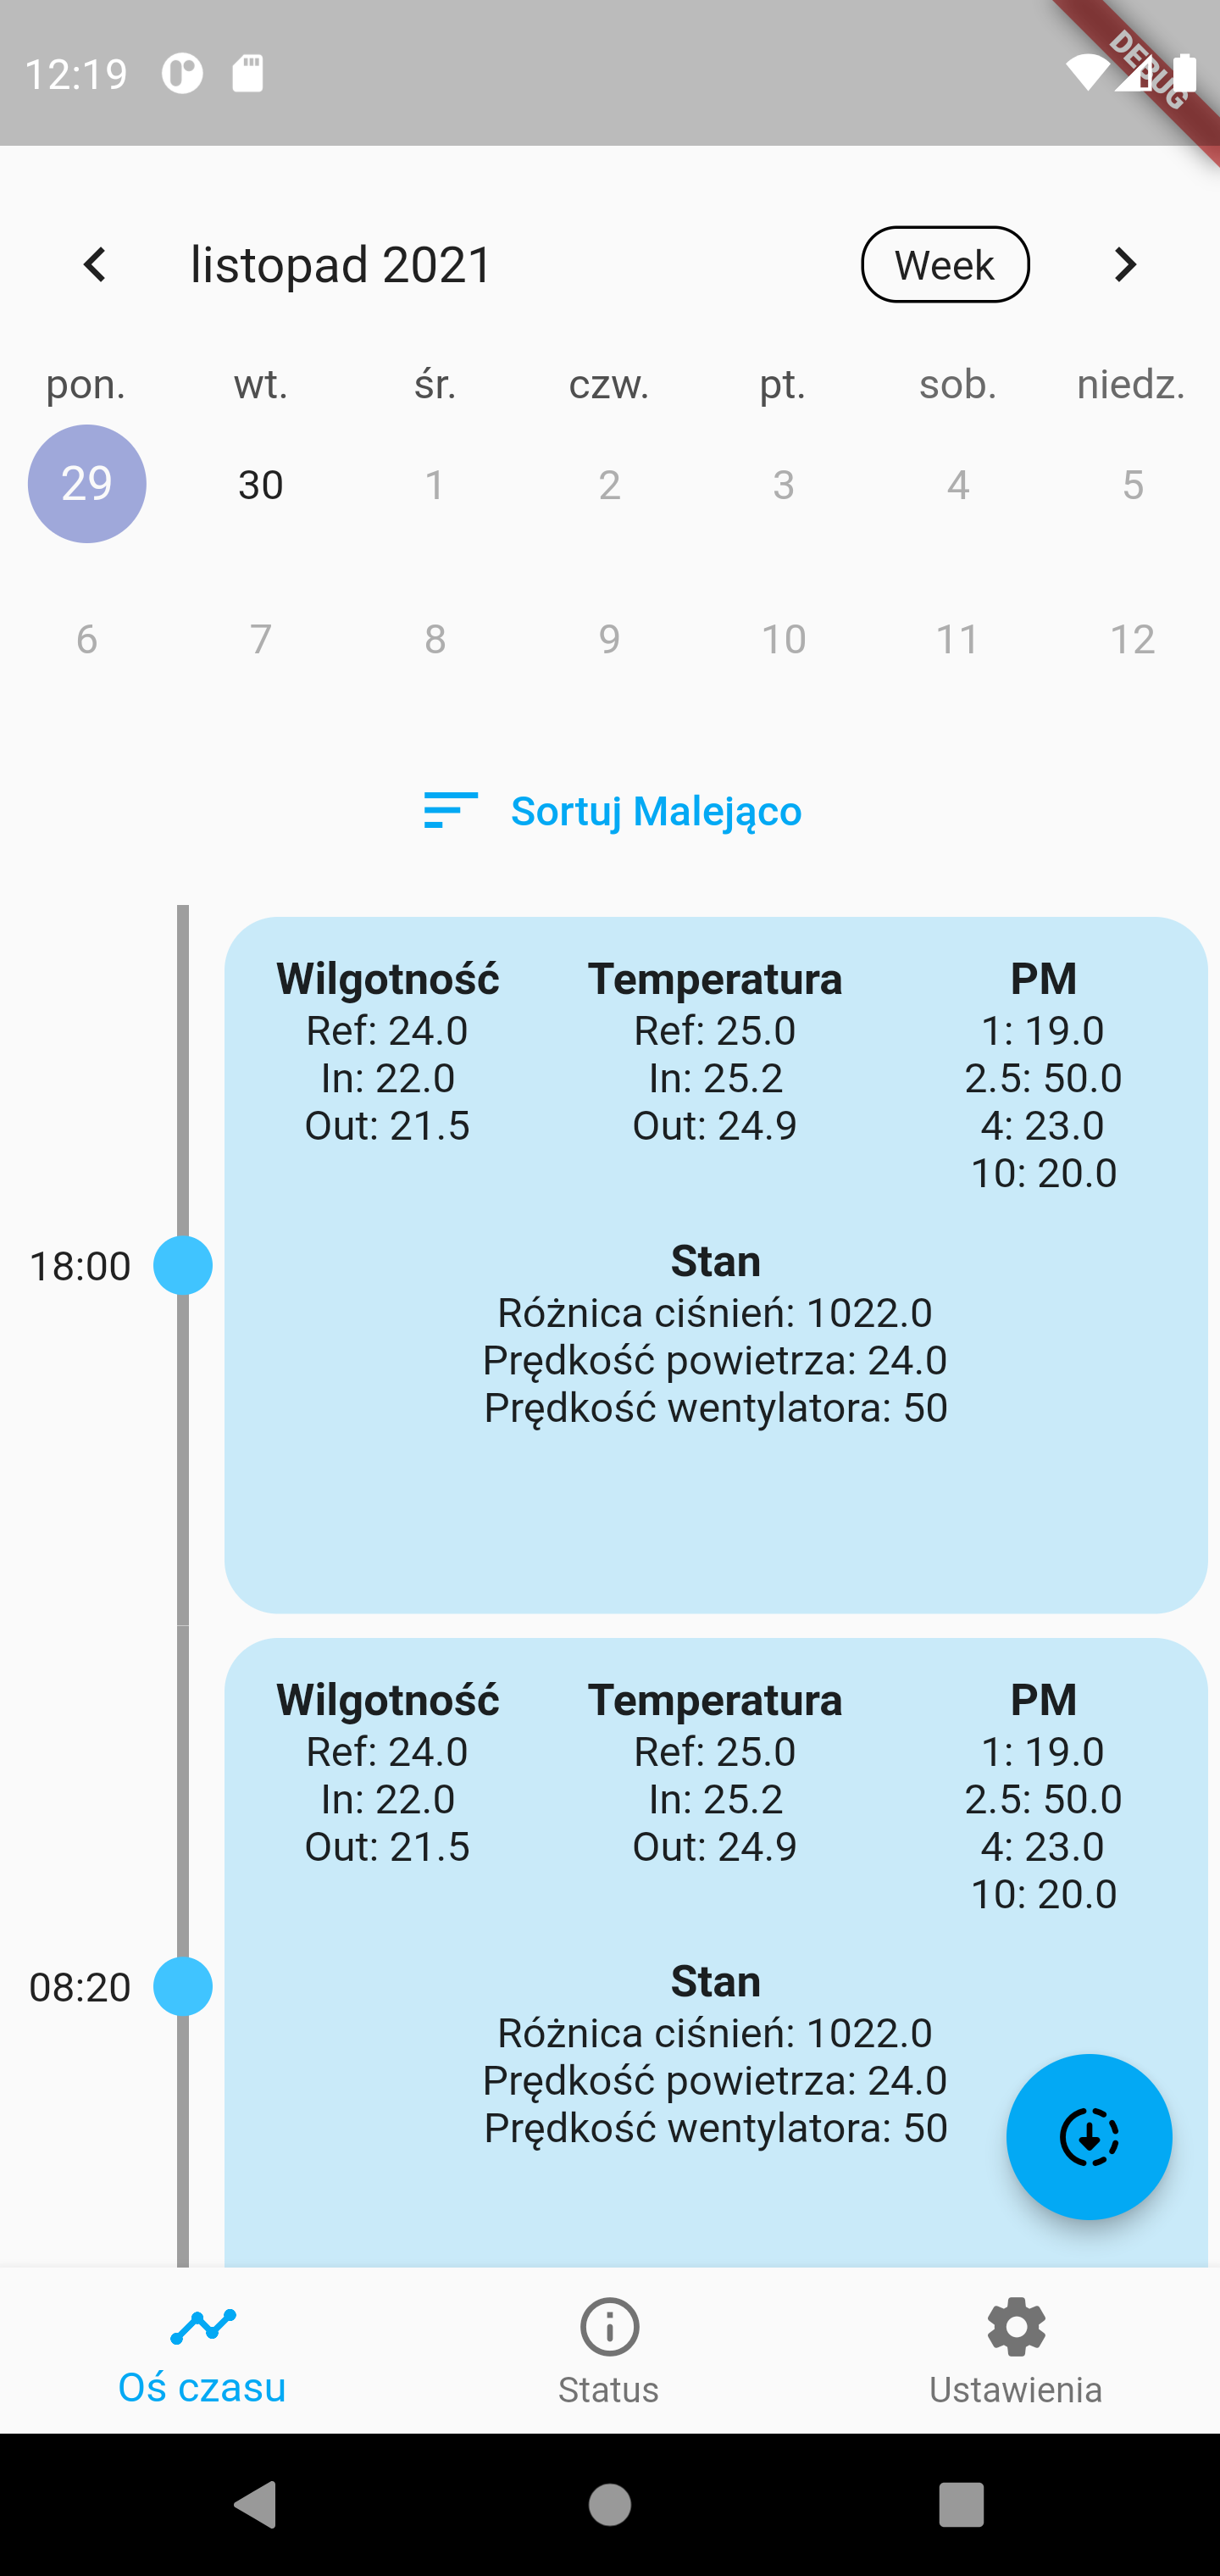 12:19
DEBUG
listopad 2021
Week
pon. wt. śr. czw. pt. sob. niedz.
29 30 1 2 3 4 5
6 7 8 9 10 11 12
Sortuj Malejąco
18:00
Wilgotność
Ref: 24.0
In: 22.0
Out: 21.5
Temperatura
Ref: 25.0
In: 25.2
Out: 24.9
PM
1: 19.0
2.5: 50.0
4: 23.0
10: 20.0
Stan
Różnica ciśnień: 1022.0
Prędkość powietrza: 24.0
Prędkość wentylatora: 50
08:20
Wilgotność
Ref: 24.0
In: 22.0
Out: 21.5
Temperatura
Ref: 25.0
In: 25.2
Out: 24.9
PM
1: 19.0
2.5: 50.0
4: 23.0
10: 20.0
Stan
Różnica ciśnień: 1022.0
Prędkość powietrza: 24.0
Prędkość wentylatora: 50
Oś czasu
Status
Ustawienia